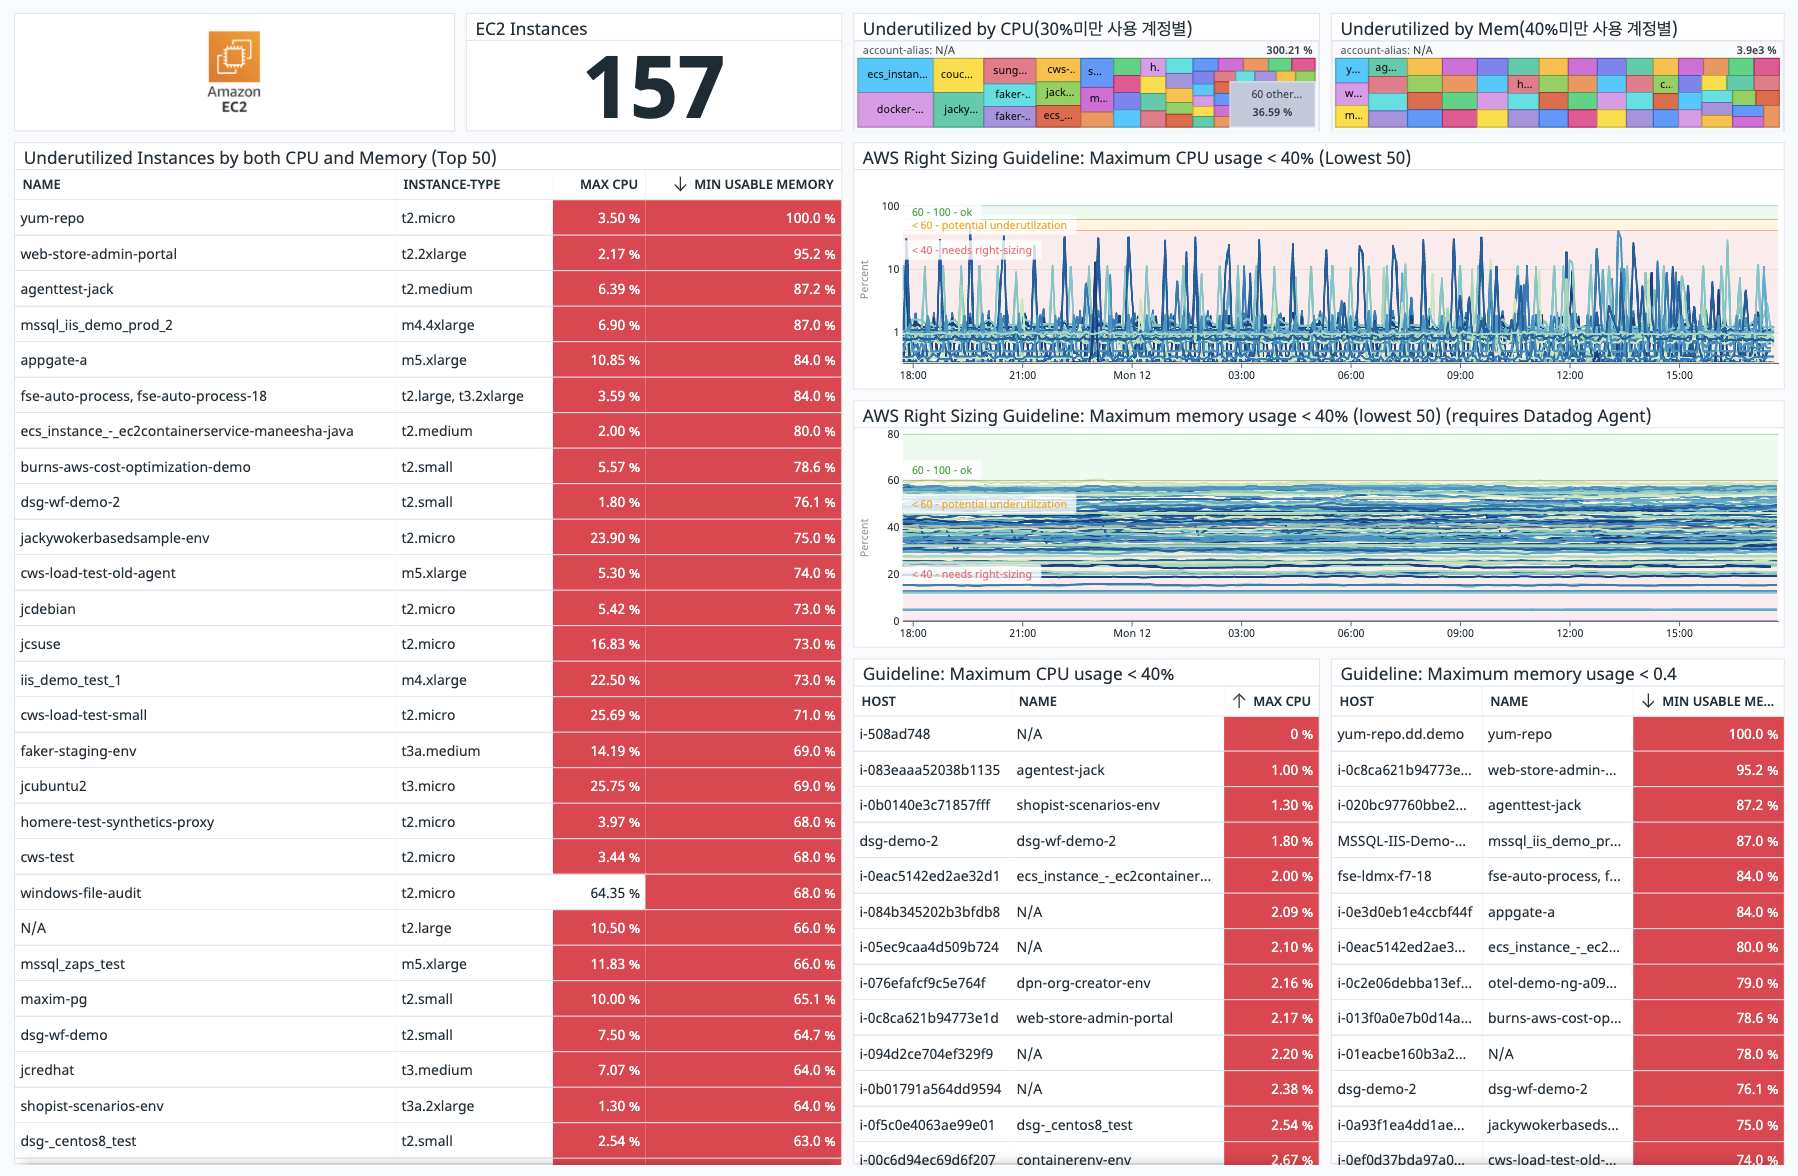 Amazon
EC2
EC2 Instances
157
Underutilized by CPU(30%미만 사용 계정별)
account-alias: N/A 300.21 %
ecs_instan... couc... sung... cws-.. s... h.
docker-... jacky... faker-.. jack... m...
faker-.. ecs_...
60 other...
36.59 %
Underutilized by Mem(40%미만 사용 계정별)
account-alias: N/A 3.9e3 %
y... ag...
w... h... c...
m...
Underutilized Instances by both CPU and Memory (Top 50)
NAME INSTANCE-TYPE MAX CPU ↓ MIN USABLE MEMORY
yum-repo t2.micro 3.50 % 100.0 %
web-store-admin-portal t2.2xlarge 2.17 % 95.2 %
agenttest-jack t2.medium 6.39 % 87.2 %
mssql_iis_demo_prod_2 m4.4xlarge 6.90 % 87.0 %
appgate-a m5.xlarge 10.85 % 84.0 %
fse-auto-process, fse-auto-process-18 t2.large, t3.2xlarge 3.59 % 84.0 %
ecs_instance_-_ec2containerservice-maneesha-java t2.medium 2.00 % 80.0 %
burns-aws-cost-optimization-demo t2.small 5.57 % 78.6 %
dsg-wf-demo-2 t2.small 1.80 % 76.1 %
jackywokerbasedsample-env t2.micro 23.90 % 75.0 %
cws-load-test-old-agent m5.xlarge 5.30 % 74.0 %
jcdebian t2.micro 5.42 % 73.0 %
jcsuse t2.micro 16.83 % 73.0 %
iis_demo_test_1 m4.xlarge 22.50 % 73.0 %
cws-load-test-small t2.micro 25.69 % 71.0 %
faker-staging-env t3a.medium 14.19 % 69.0 %
jcubuntu2 t3.micro 25.75 % 69.0 %
homere-test-synthetics-proxy t2.micro 3.97 % 68.0 %
cws-test t2.micro 3.44 % 68.0 %
windows-file-audit t2.micro 64.35 % 68.0 %
N/A t2.large 10.50 % 66.0 %
mssql_zaps_test m5.xlarge 11.83 % 66.0 %
maxim-pg t2.small 10.00 % 65.1 %
dsg-wf-demo t2.small 7.50 % 64.7 %
jcredhat t3.medium 7.07 % 64.0 %
shopist-scenarios-env t3a.2xlarge 1.30 % 64.0 %
dsg-_centos8_test t2.small 2.54 % 63.0 %
AWS Right Sizing Guideline: Maximum CPU usage < 40% (Lowest 50)
Percent
100
10
1
60 - 100 - ok
< 60 - potential underutilzation
< 40 - needs right-sizing
18:00 21:00 Mon 12 03:00 06:00 09:00 12:00 15:00
AWS Right Sizing Guideline: Maximum memory usage < 40% (lowest 50) (requires Datadog Agent)
Percent
80
60
40
20
0
60 - 100 - ok
< 60 - potential underutilzation
< 40 - needs right-sizing
18:00 21:00 Mon 12 03:00 06:00 09:00 12:00 15:00
Guideline: Maximum CPU usage < 40%
HOST NAME ↑ MAX CPU
i-508ad748 N/A 0 %
i-083eaaa52038b1135 agentest-jack 1.00 %
i-0b0140e3c71857fff shopist-scenarios-env 1.30 %
dsg-demo-2 dsg-wf-demo-2 1.80 %
i-0eac5142ed2ae32d1 ecs_instance_-_ec2container... 2.00 %
i-084b345202b3bfdb8 N/A 2.09 %
i-05ec9caa4d509b724 N/A 2.10 %
i-076efafcf9c5e764f dpn-org-creator-env 2.16 %
i-0c8ca621b94773e1d web-store-admin-portal 2.17 %
i-094d2ce704ef329f9 N/A 2.20 %
i-0b01791a564dd9594 N/A 2.38 %
i-0f5c0e4063ae99e01 dsg-_centos8_test 2.54 %
i-00c6d94ec69d6f207 containerenv-env 2.67 %
Guideline: Maximum memory usage < 0.4
HOST NAME ↓ MIN USABLE ME...
yum-repo.dd.demo yum-repo 100.0 %
i-0c8ca621b94773e... web-store-admin-... 95.2 %
i-020bc97760bbe2... agenttest-jack 87.2 %
MSSQL-IIS-Demo-... mssql_iis_demo_pr... 87.0 %
fse-ldmx-f7-18 fse-auto-process, f... 84.0 %
i-0e3d0eb1e4ccbf44f appgate-a 84.0 %
i-0eac5142ed2ae3... ecs_instance_-_ec2... 80.0 %
i-0c2e06debba13ef... otel-demo-ng-a09... 79.0 %
i-013f0a0e7b0d14a... burns-aws-cost-op... 78.6 %
i-01eacbe160b3a2... N/A 78.0 %
dsg-demo-2 dsg-wf-demo-2 76.1 %
i-0a93f1ea4dd1ae... jackywokerbaseds... 75.0 %
i-0ef0d37bda97a0... cws-load-test-old-... 74.0 %